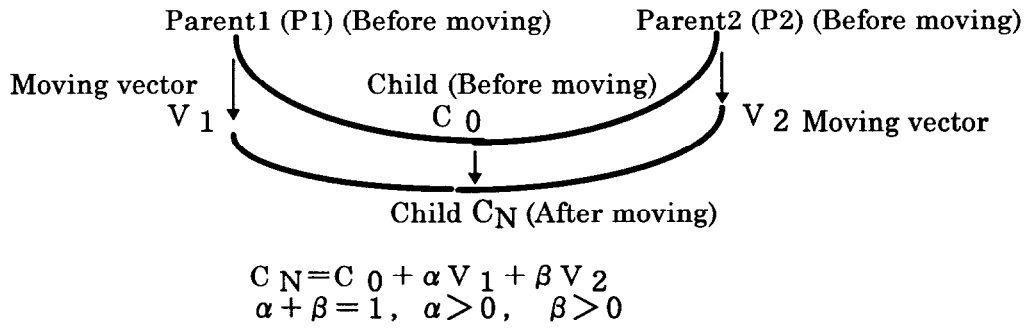 Parent1 (P1) (Before moving) Parent2 (P2) (Before moving)
Moving vector Child (Before moving)
V 1 C 0 V 2 Moving vector
Child CN (After moving)
C N=C 0 + α V 1 + β V 2
α + β = 1, α > 0, β > 0